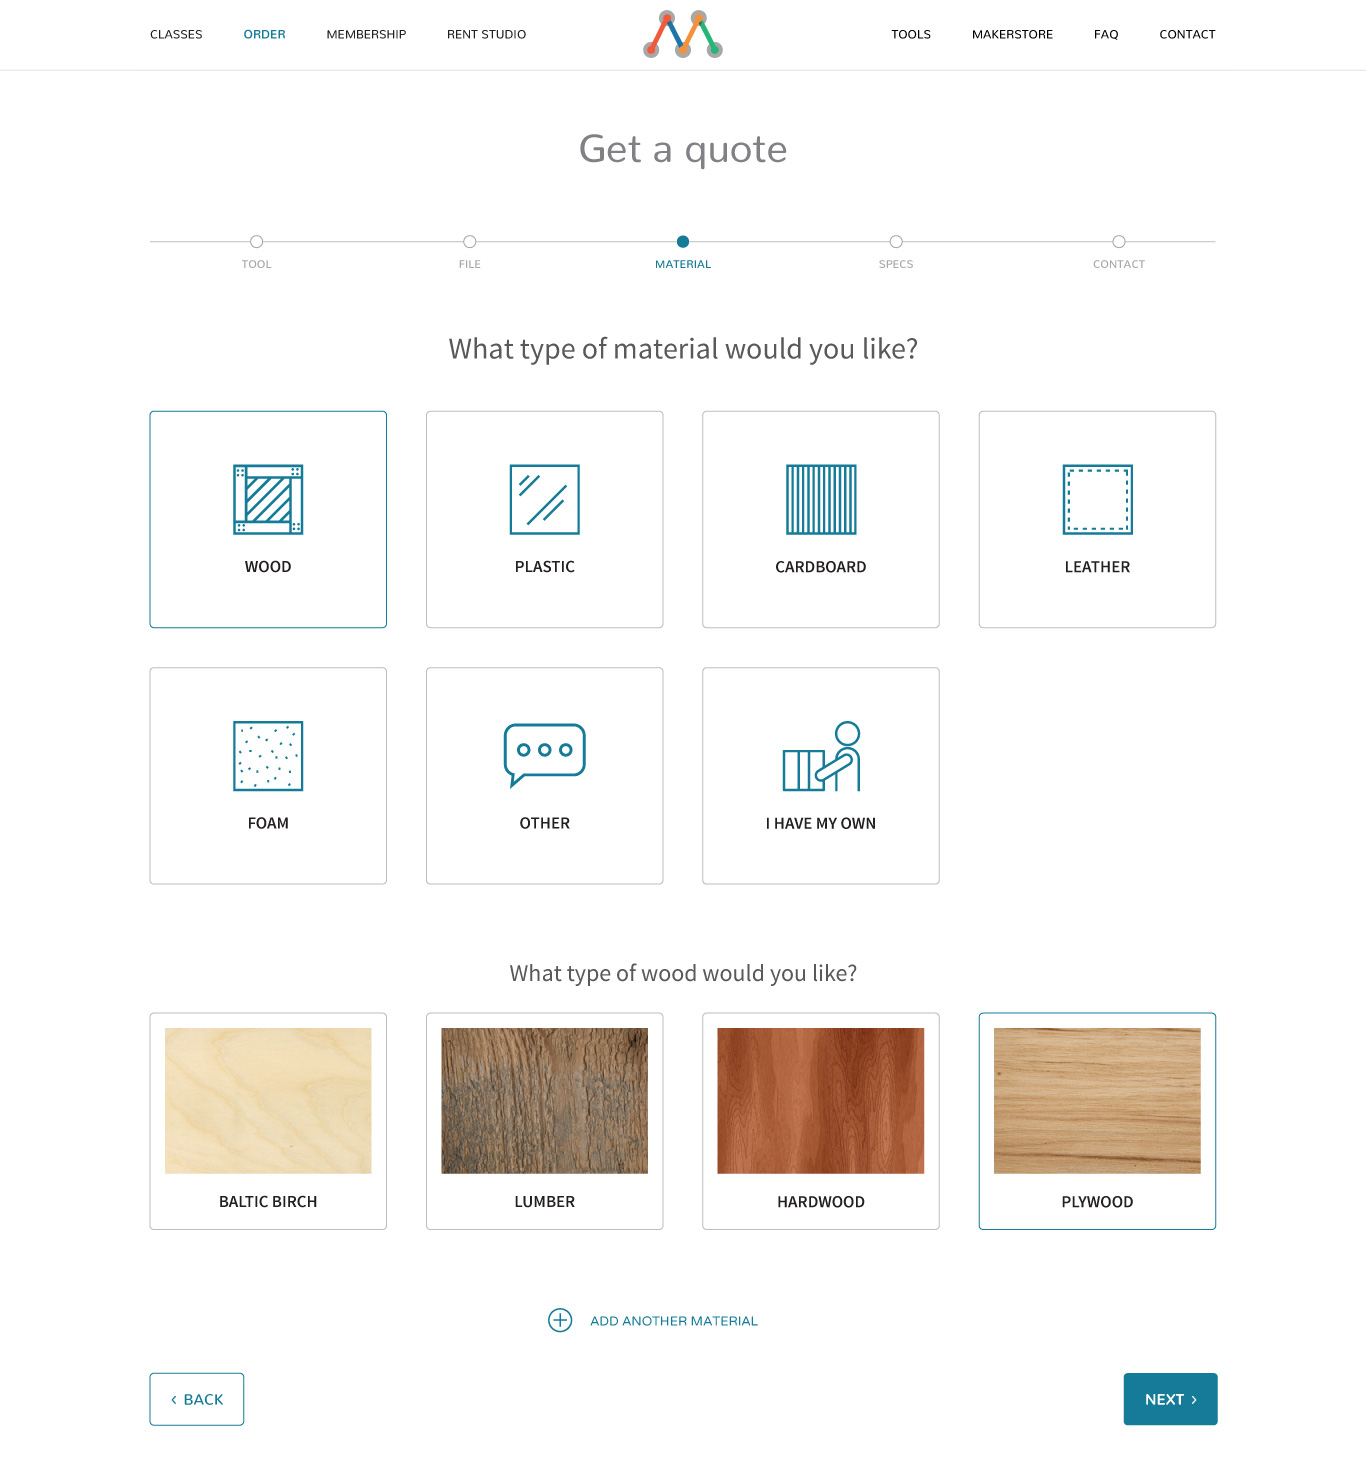 CLASSES ORDER MEMBERSHIP RENT STUDIO TOOLS MAKERSTORE FAQ CONTACT
Get a quote
TOOL FILE MATERIAL SPECS CONTACT
What type of material would you like?
WOOD PLASTIC CARDBOARD LEATHER
FOAM OTHER I HAVE MY OWN
What type of wood would you like?
BALTIC BIRCH LUMBER HARDWOOD PLYWOOD
ADD ANOTHER MATERIAL
‹ BACK NEXT ›